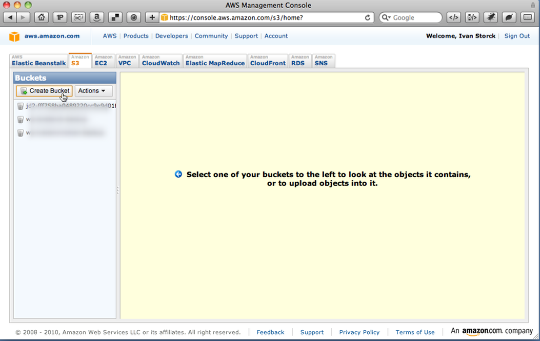 AWS Management Console
https://console.aws.amazon.com/s3/home?
Google
aws.amazon.com
AWS | Products | Developers | Community | Support | Account
Welcome, Ivan Storck | Sign Out
AWS
Elastic Beanstalk
Amazon
S3
Amazon
EC2
Amazon
VPC
Amazon
CloudWatch
Amazon
Elastic MapReduce
Amazon
CloudFront
Amazon
RDS
Amazon
SNS
Buckets
Create Bucket
Actions
Select one of your buckets to the left to look at the objects it contains,
or to upload objects into it.
© 2008 - 2010, Amazon Web Services LLC or its affiliates. All right reserved. | Feedback | Support | Privacy Policy | Terms of Use | An amazon.com. company